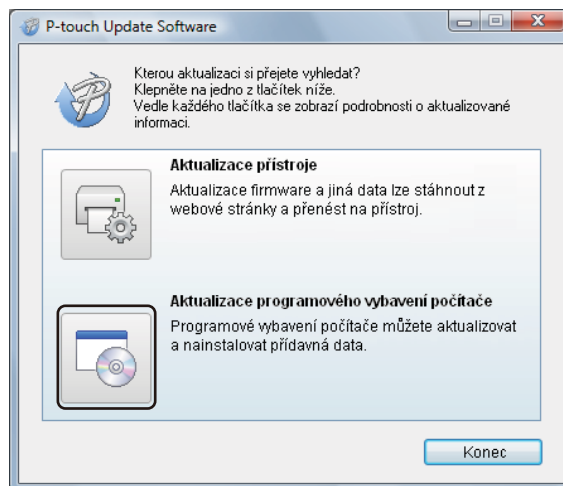 P-touch Update Software
Kterou aktualizaci si přejete vyhledat?
Klepněte na jedno z tlačítek níže.
Vedle každého tlačítka se zobrazí podrobnosti o aktualizované
informaci.
Aktualizace přístroje
Aktualizace firmware a jiná data lze stáhnout z
webové stránky a přenést na přístroj.
Aktualizace programového vybavení počítače
Programové vybavení počítače můžete aktualizovat
a nainstalovat přídavná data.
Konec